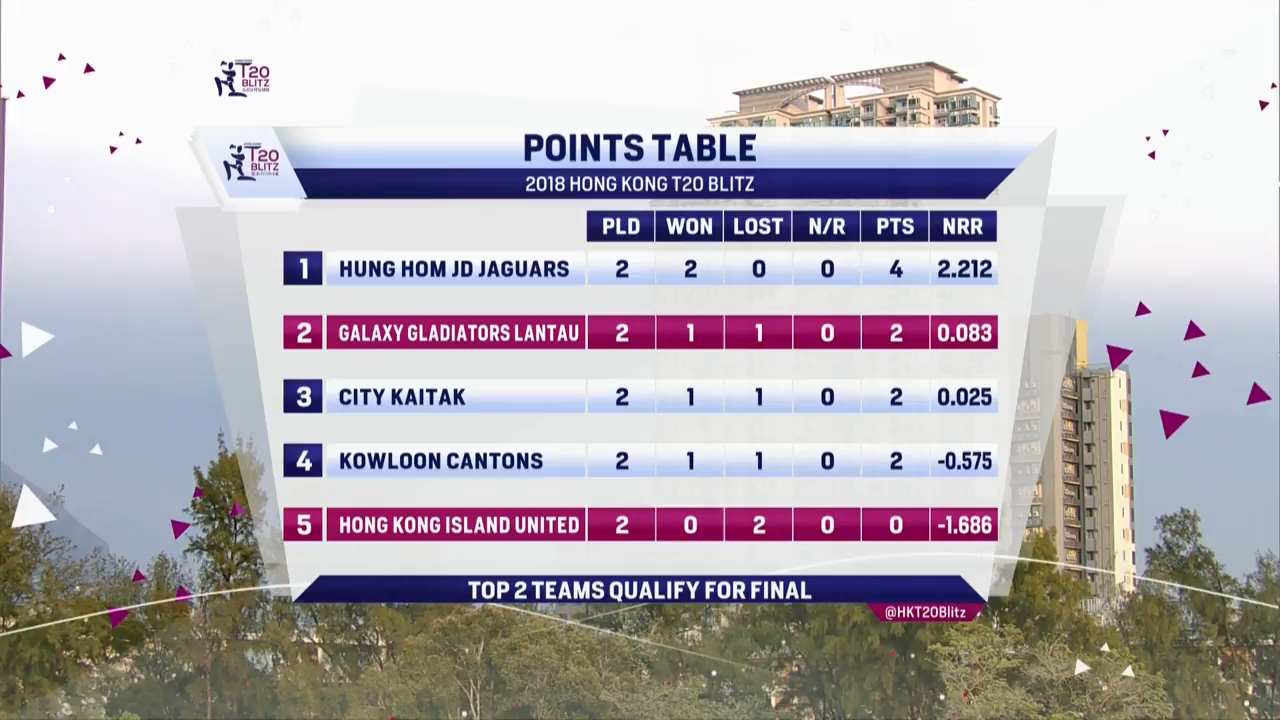 T20
BLITZ
T20
BLITZ
POINTS TABLE
2018 HONG KONG T20 BLITZ
PLD WON LOST N/R PTS NRR
1 HUNG HOM JD JAGUARS 2 2 0 0 4 2.212
2 GALAXY GLADIATORS LANTAU 2 1 1 0 2 0.083
3 CITY KAITAK 2 1 1 0 2 0.025
4 KOWLOON CANTONS 2 1 1 0 2 -0.575
5 HONG KONG ISLAND UNITED 2 0 2 0 0 -1.686
TOP 2 TEAMS QUALIFY FOR FINAL
@HKT20Blitz